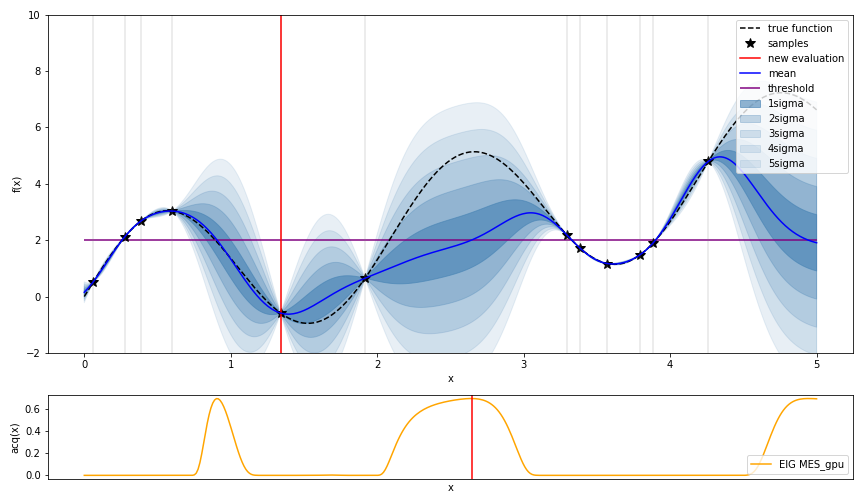 10
8
6
4
2
0
−2
f(x)
true function
samples
new evaluation
mean
threshold
1sigma
2sigma
3sigma
4sigma
5sigma
0 1 2 3 4 5
x
0.6
0.4
0.2
0.0
acq(x)
EIG MES_gpu
x